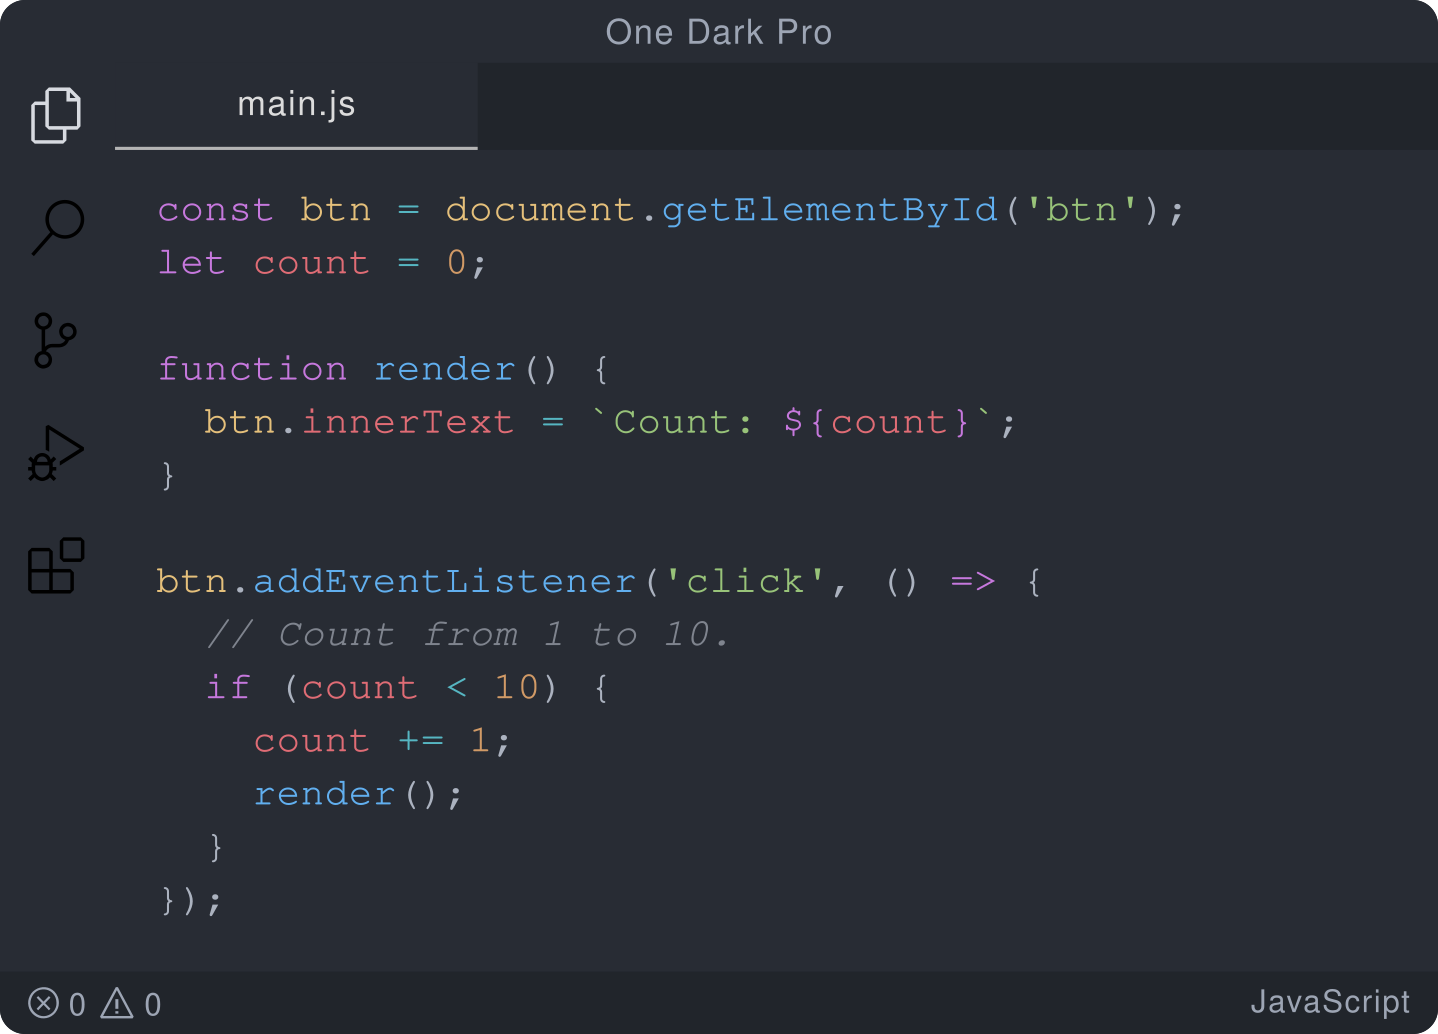 One Dark Pro
main.js
const btn = document.getElementById('btn');
let count = 0;
function render() {
  btn.innerText = `Count: ${count}`;
}
btn.addEventListener('click', () => {
  // Count from 1 to 10.
  if (count < 10) {
    count += 1;
    render();
  }
});
0 0
JavaScript